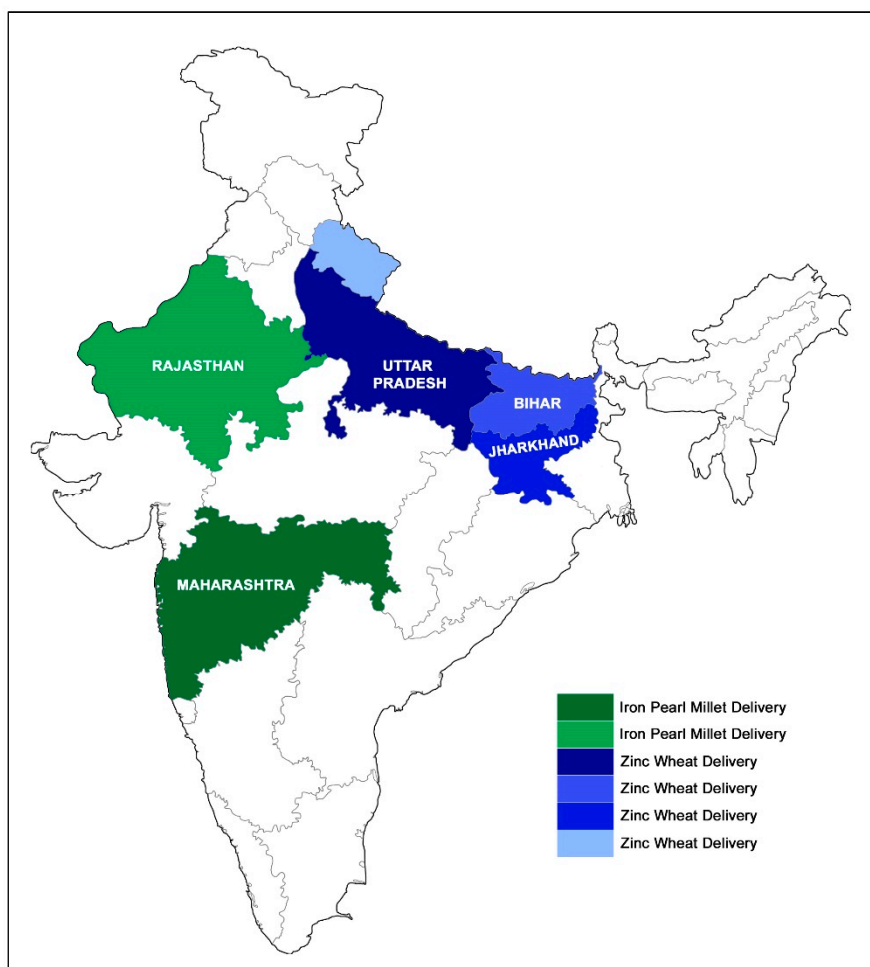 RAJASTHAN
UTTAR
PRADESH
BIHAR
JHARKHAND
MAHARASHTRA
Iron Pearl Millet Delivery
Iron Pearl Millet Delivery
Zinc Wheat Delivery
Zinc Wheat Delivery
Zinc Wheat Delivery
Zinc Wheat Delivery